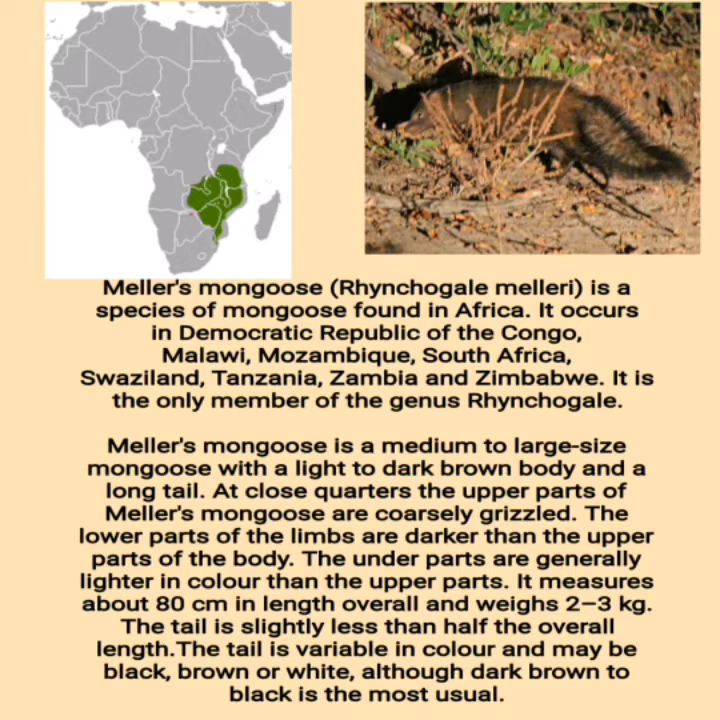 Meller's mongoose (Rhynchogale melleri) is a
species of mongoose found in Africa. It occurs
in Democratic Republic of the Congo,
Malawi, Mozambique, South Africa,
Swaziland, Tanzania, Zambia and Zimbabwe. It is
the only member of the genus Rhynchogale.
Meller's mongoose is a medium to large-size
mongoose with a light to dark brown body and a
long tail. At close quarters the upper parts of
Meller's mongoose are coarsely grizzled. The
lower parts of the limbs are darker than the upper
parts of the body. The under parts are generally
lighter in colour than the upper parts. It measures
about 80 cm in length overall and weighs 2–3 kg.
The tail is slightly less than half the overall
length.The tail is variable in colour and may be
black, brown or white, although dark brown to
black is the most usual.